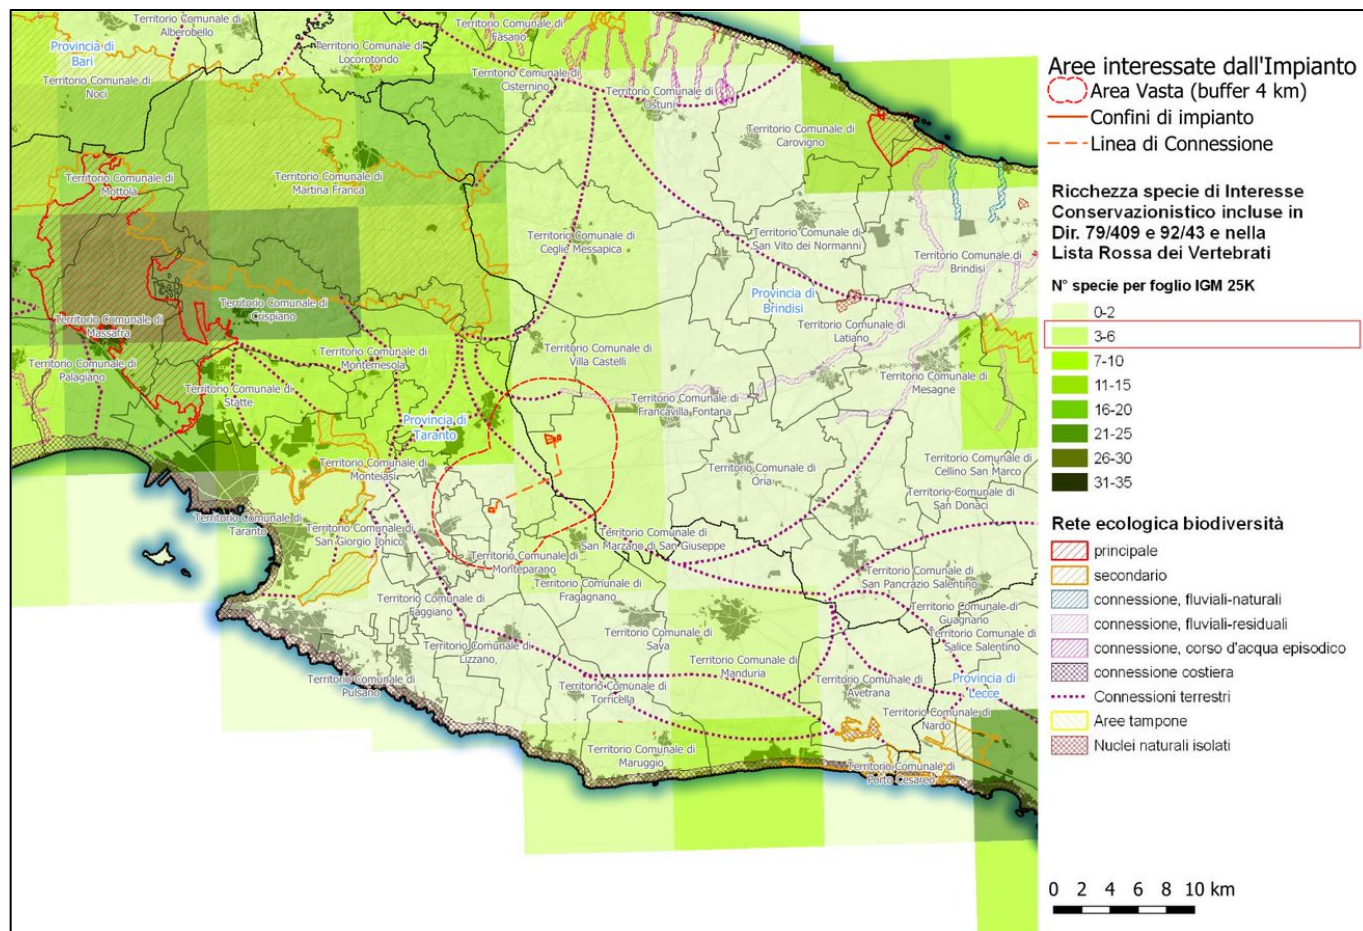 Territorio Comunale di
Alberobello
Provincia di
Bari
Territorio Comunale di
Noci
Territorio Comunale di
Locorotondo
Territorio Comunale di
Fasano
Territorio Comunale di
Cisternino
Territorio Comunale di
Ostuni
Territorio Comunale di
Carovigno
Territorio Comunale di
Mottola
Territorio Comunale di
Martina Franca
Territorio Comunale di
Ceglie Messapica
Territorio Comunale di
San Vito dei Normanni
Territorio Comunale di
Brindisi
Provincia di
Brindisi
Territorio Comunale di
Crispiano
Territorio Comunale di
Massafra
Territorio Comunale di
Latiano
Territorio Comunale di
Palagiano
Territorio Comunale di
Montemesola
Territorio Comunale di
Villa Castelli
Territorio Comunale di
Mesagne
Territorio Comunale di
Statte
Territorio Comunale di
Francavilla Fontana
Provincia di
Taranto
Territorio Comunale di
Monteiasi
Territorio Comunale di
Oria
Territorio Comunale di
Cellino San Marco
Territorio Comunale di
San Donaci
Territorio Comunale di
Taranto
Territorio Comunale di
San Giorgio Ionico
Territorio Comunale di
San Marzano di San Giuseppe
Territorio Comunale di
Monteparano
Territorio Comunale di
San Pancrazio Salentino
Territorio Comunale di
Fragagnano
Territorio Comunale di
Faggiano
Territorio Comunale di
Guagnano
Territorio Comunale di
Salice Salentino
Territorio Comunale di
Lizzano
Territorio Comunale di
Sava
Territorio Comunale di
Manduria
Territorio Comunale di
Pulsano
Territorio Comunale di
Torricella
Territorio Comunale di
Avetrana
Provincia di
Lecce
Territorio Comunale di
Nardò
Territorio Comunale di
Maruggio
Territorio Comunale di
Porto Cesareo
Aree interessate dall'Impianto
Area Vasta (buffer 4 km)
Confini di impianto
Linea di Connessione
Ricchezza specie di Interesse
Conservazionistico incluse in
Dir. 79/409 e 92/43 e nella
Lista Rossa dei Vertebrati
N° specie per foglio IGM 25K
0-2
3-6
7-10
11-15
16-20
21-25
26-30
31-35
Rete ecologica biodiversità
principale
secondario
connessione, fluviali-naturali
connessione, fluviali-residuali
connessione, corso d'acqua episodico
connessione costiera
Connessioni terrestri
Aree tampone
Nuclei naturali isolati
0 2 4 6 8 10 km